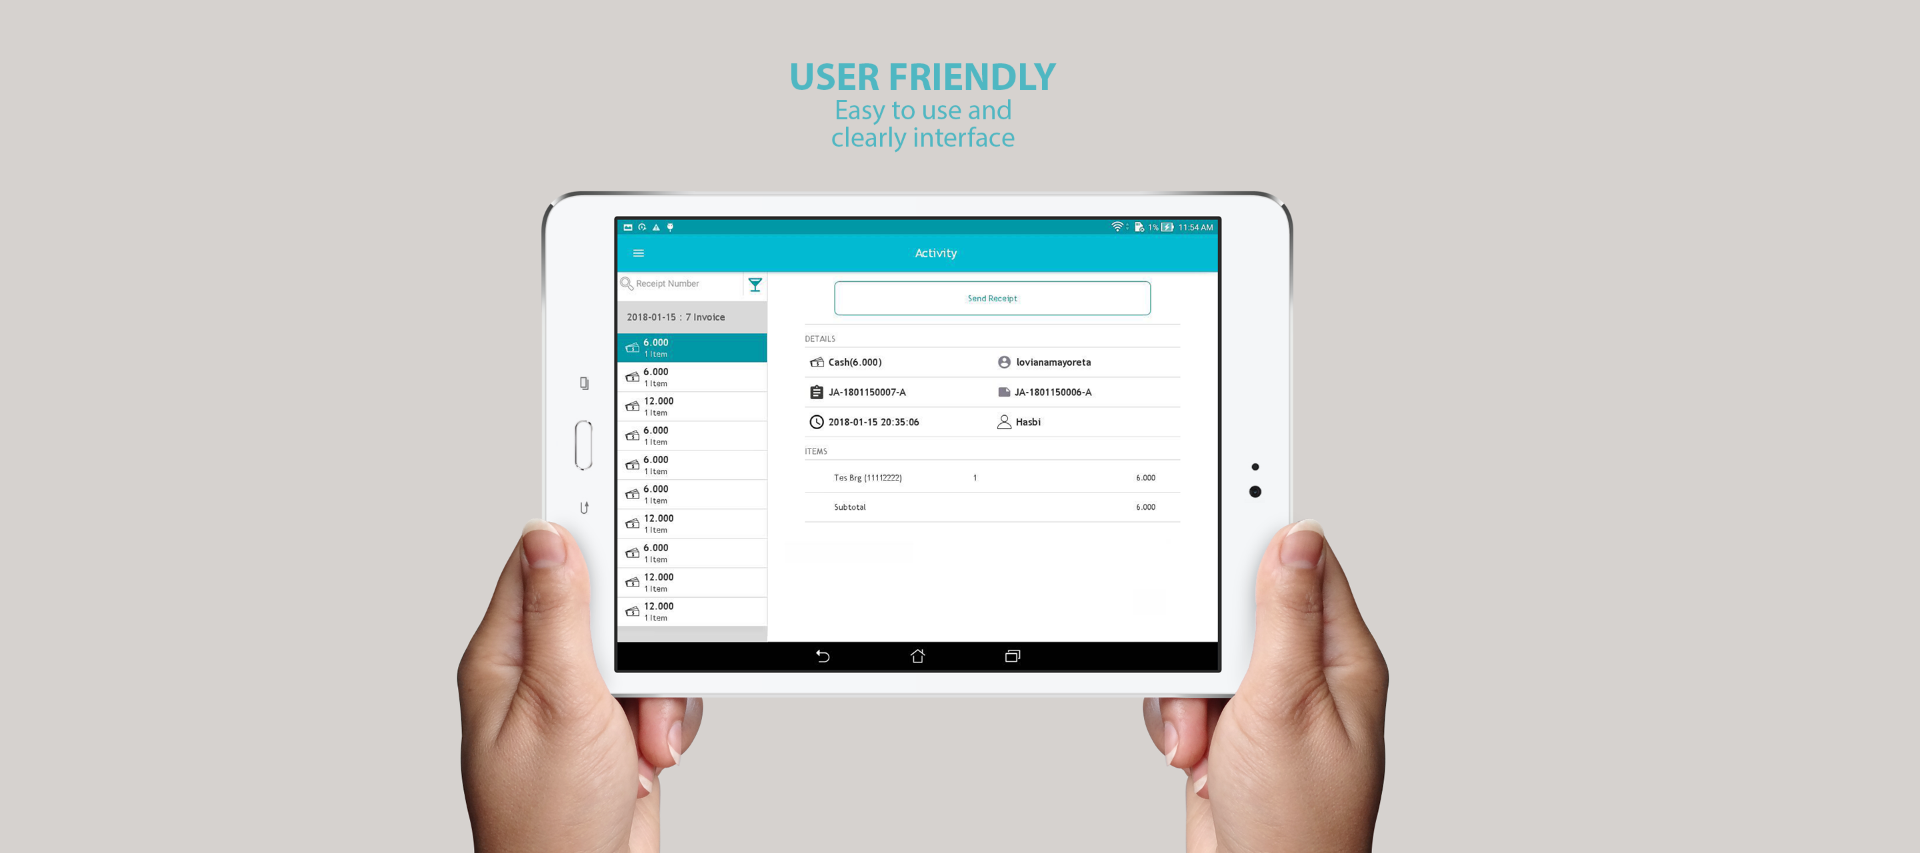 USER FRIENDLY
Easy to use and
clearly interface
1% 11:54 AM
Activity
Receipt Number
2018-01-15 : 7 Invoice
6.000
1 Item
6.000
1 Item
12.000
1 Item
6.000
1 Item
6.000
1 Item
6.000
1 Item
12.000
1 Item
6.000
1 Item
12.000
1 Item
12.000
1 Item
Send Receipt
DETAILS
Cash(6.000) lovianamayoreta
JA-1801150007-A JA-1801150006-A
2018-01-15 20:35:06 Hasbi
ITEMS
Tes Brg (11112222) 1 6.000
Subtotal 6.000